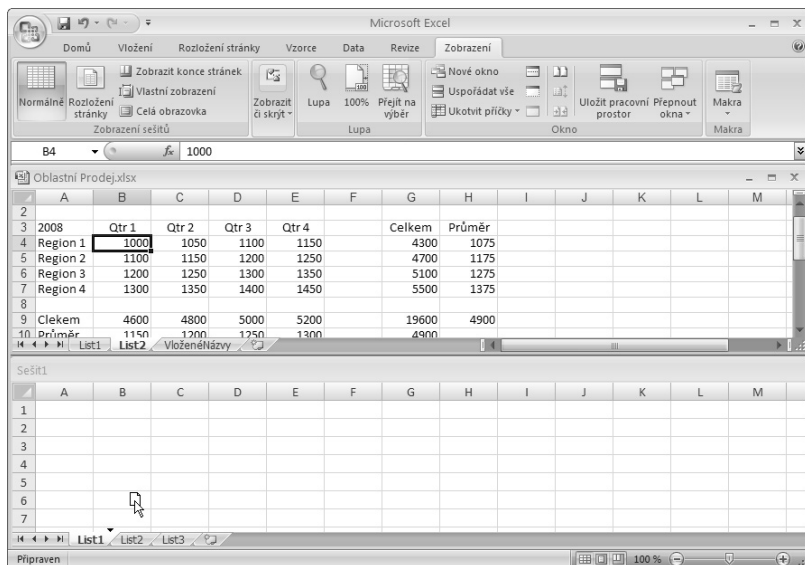 Microsoft Excel
Domů Vložení Rozložení stránky Vzorce Data Revize Zobrazení
Normálné Rozložení stránky
Zobrazit konce stránek
Vlastní zobrazení
Celá obrazovka
Zobrazení sešitů
Zobrazit či skrýt
Lupa 100% Přejít na výběr
Lupa
Nové okno
Uspořádat vše
Ukotvit příčky
Uložit pracovní prostor
Přepnout okna
Okno
Makra
Makra
B4 fx 1000
Oblastní Prodej.xlsx
A B C D E F G H I J K L M
2
3 2008 Qtr 1 Qtr 2 Qtr 3 Qtr 4 Celkem Průměr
4 Region 1 1000 1050 1100 1150 4300 1075
5 Region 2 1100 1150 1200 1250 4700 1175
6 Region 3 1200 1250 1300 1350 5100 1275
7 Region 4 1300 1350 1400 1450 5500 1375
8
9 Clekem 4600 4800 5000 5200 19600 4900
10 Průměr 1150 1200 1250 1300 4900
List1 List2 VloženéNázvy
Sešit1
A B C D E F G H I J K L M
1
2
3
4
5
6
7
List1 List2 List3
Připraven 100 %